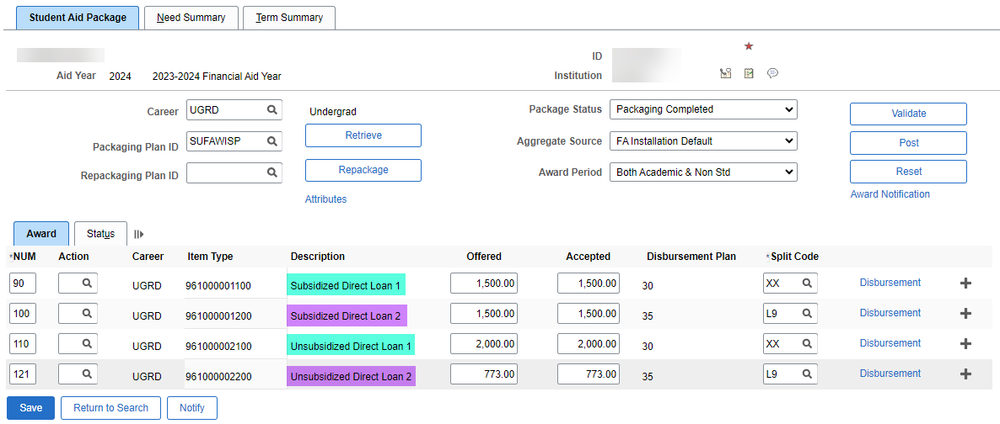 Student Aid Package Need Summary Term Summary
ID
Aid Year 2024 2023-2024 Financial Aid Year Institution
Career UGRD Undergrad Package Status Packaging Completed Validate
Packaging Plan ID SUFAWISP Retrieve Aggregate Source FA Installation Default Post
Repackaging Plan ID Repackage Award Period Both Academic & Non Std Reset
Attributes Award Notification
Award Status
*NUM Action Career Item Type Description Offered Accepted Disbursement Plan *Split Code
90 UGRD 961000001100 Subsidized Direct Loan 1 1,500.00 1,500.00 30 XX Disbursement
100 UGRD 961000001200 Subsidized Direct Loan 2 1,500.00 1,500.00 35 L9 Disbursement
110 UGRD 961000002100 Unsubsidized Direct Loan 1 2,000.00 2,000.00 30 XX Disbursement
121 UGRD 961000002200 Unsubsidized Direct Loan 2 773.00 773.00 35 L9 Disbursement
Save Return to Search Notify